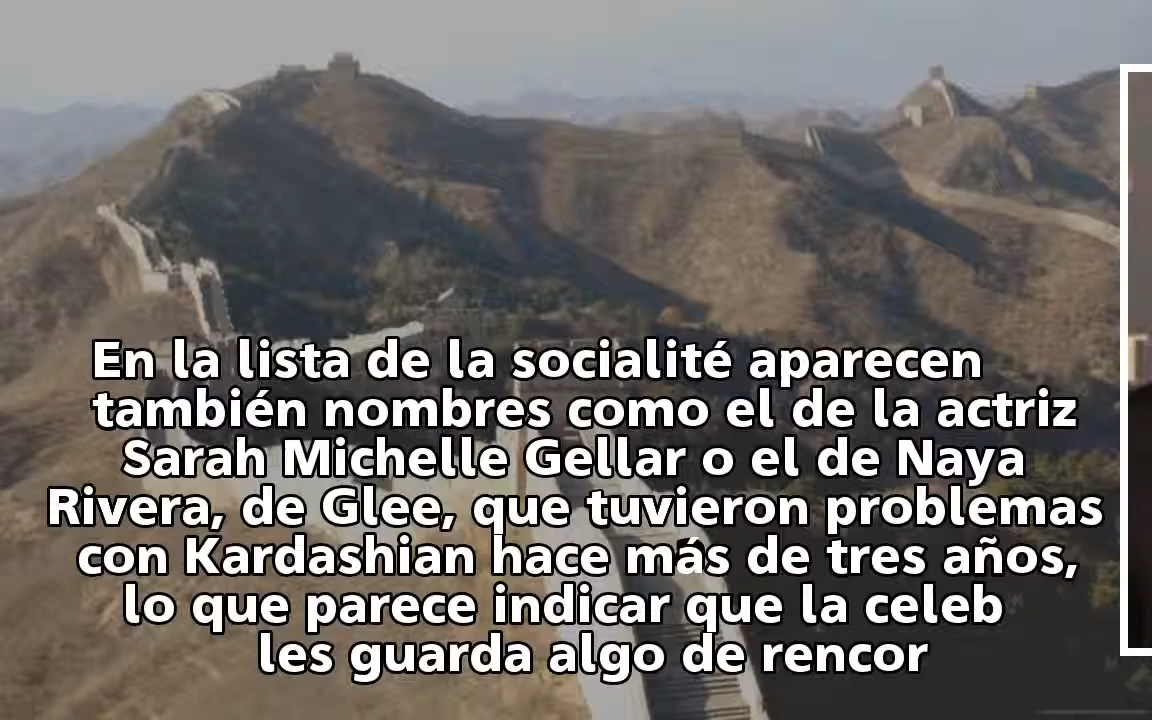 En la lista de la socialité aparecen
también nombres como el de la actriz
Sarah Michelle Gellar o el de Naya
Rivera, de Glee, que tuvieron problemas
con Kardashian hace más de tres años,
lo que parece indicar que la celeb
les guarda algo de rencor